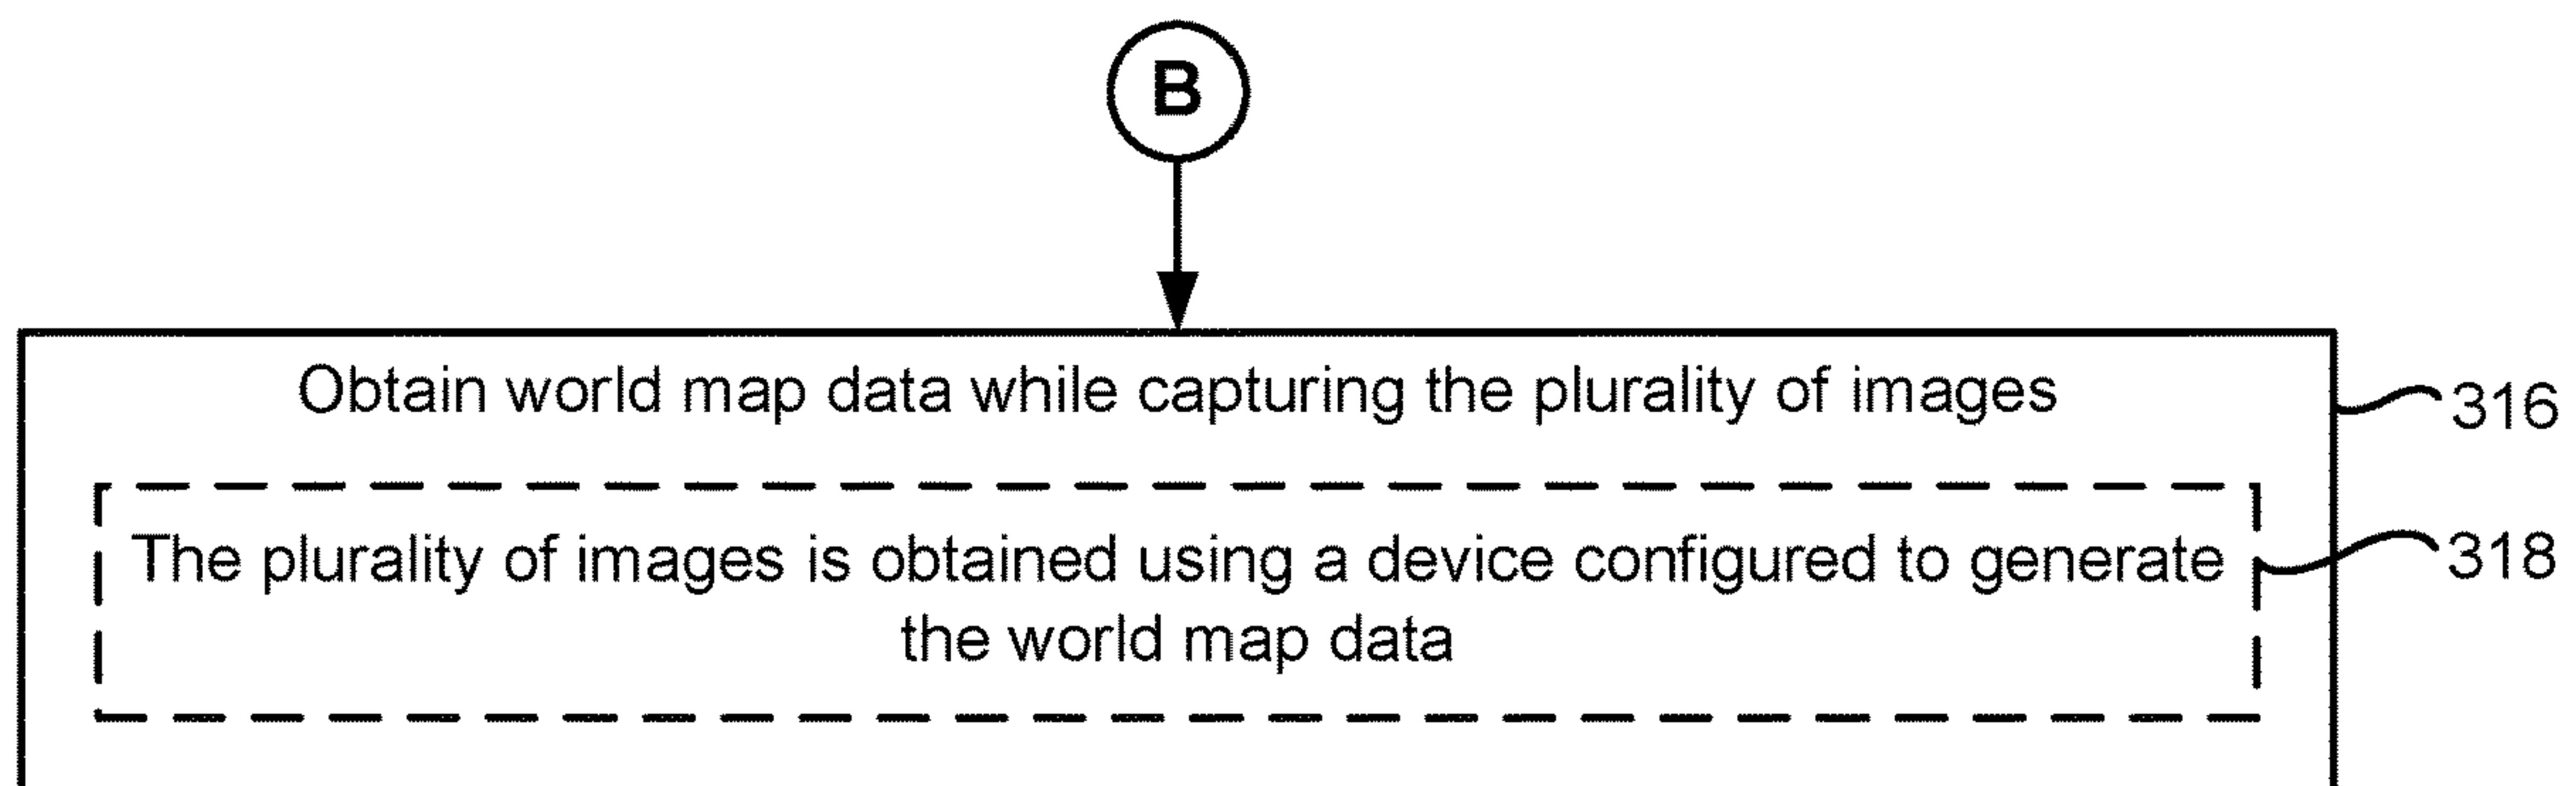 B
Obtain world map data while capturing the plurality of images
316
The plurality of images is obtained using a device configured to generate
318
the world map data